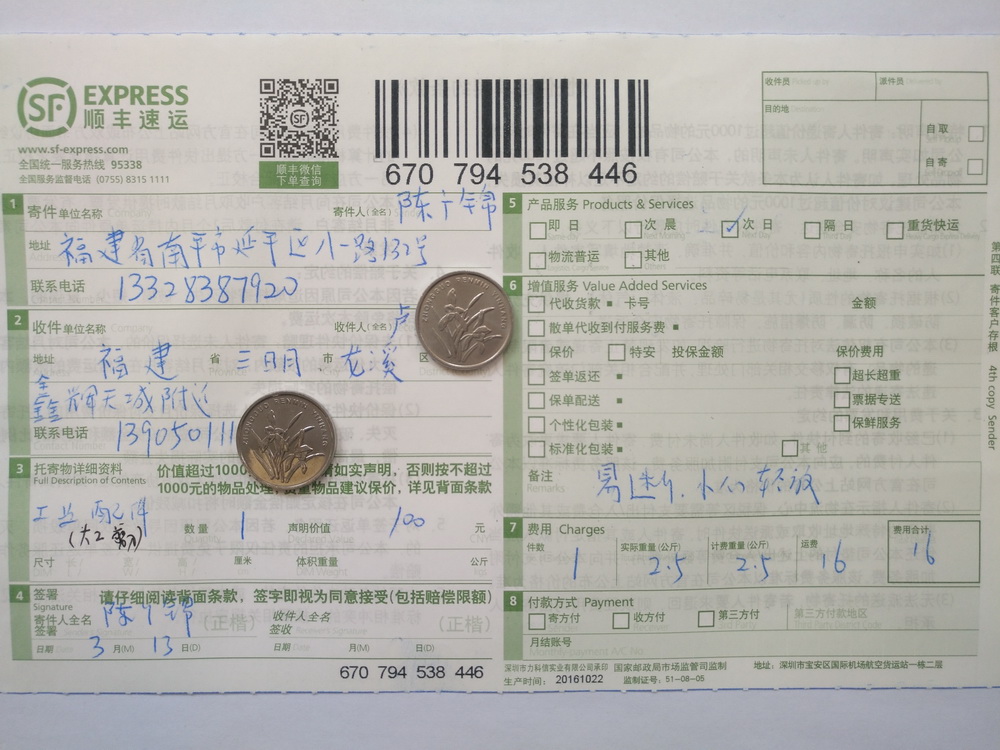 SF EXPRESS
顺丰速运
www.sf-express.com
全国统一服务热线 95338
全国服务监督电话 (0755) 8315 1111
顺丰微信
下单查询
670 794 538 446
收件员 派件员
目的地
自取
自寄
1 寄件单位名称 寄件人(全名) 陈广锦
地址 福建省南平市延平区八一路132号
联系电话 13328387920
2 收件单位名称 收件人(全名) 卢
地址 福建 省 三明 市 龙溪 区
鑫牌天城附近
联系电话 139050111
3 托寄物详细资料 价值超过1000 如实声明，否则按不超过
Full Description of Contents 1000元的物品处理，贵重物品建议保价，详见背面条款
工业配件 (大工剪刀) 数量 1 声明价值 100 元
尺寸 / / 厘米 体积重量 公斤
4 签署 请仔细阅读背面条款，签字即视为同意接受(包括赔偿限额)
Signature
寄件人全名 陈广锦 (正楷) 收件人全名 (正楷)
签署 签收
日期 3 月(M) 13 日(D) 日期 月(M) 日(D)
670 794 538 446
5 产品服务 Products & Services
即日 次晨 ✓次日 隔日 重货快运
物流普运 其他
6 增值服务 Value Added Services
代收货款 卡号 金额
散单代收到付服务费
保价 特安 投保金额 保价费用
签单返还 超长超重
保单配送 票据专送
个性化包装 保鲜服务
标准化包装 其他
备注 易断，小心轻放
Remarks
7 费用 Charges 费用合计
件数 实际重量(公斤) 计费重量(公斤) 运费
1 2.5 2.5 16 16
8 付款方式 Payment
寄付 收付方 第三方 第三方付款地区
月结账号
Monthly payment A/C No.
深圳市力科信实业有限公司承印 国家邮政局市场监管司监制 地址：深圳市宝安区国际机场航空货运站一栋二层
生产时间：20161022 监制证号：51-08-05
第四联 寄件客户存根 4th copy Sender
ZHONGGUO RENMIN YINHANG
ZHONGGUO RENMIN YINHANG